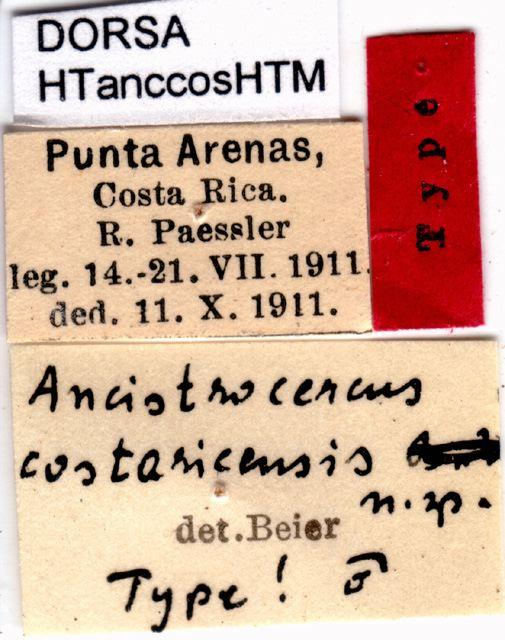 DORSA
HTanccosHTM
Type
Punta Arenas,
Costa Rica.
R. Paessler
leg. 14.-21. VII. 1911.
ded. 11. X. 1911.
Ancistrocercus
costaricensis
n.sp.
det. Beier
Type! ♂